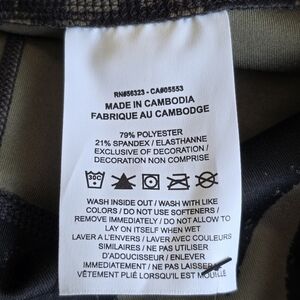 RN#56323 - CA#05553
MADE IN CAMBODIA
FABRIQUE AU CAMBODGE
79% POLYESTER
21% SPANDEX / ELASTHANNE
EXCLUSIVE OF DECORATION /
DECORATION NON COMPRISE
30C
WASH INSIDE OUT / WASH WITH LIKE
COLORS / DO NOT USE SOFTENERS /
REMOVE IMMEDIATELY / DO NOT ALLOW TO
LAY ON ITSELF WHEN WET
LAVER A L'ENVERS / LAVER AVEC COULEURS
SIMILAIRES / NE PAS UTILISER
D'ADOUCISSEUR / ENLEVER
IMMEDIATEMENT / NE PAS LAISSER
VÊTEMENT PLIÉ LORSQU'IL EST MOUILLE